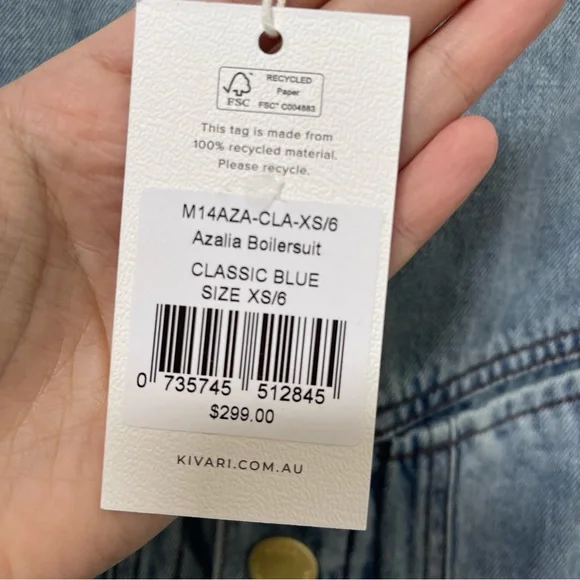 RECYCLED
Paper
FSC
FSC® C004883
This tag is made from
100% recycled material.
Please recycle.
M14AZA-CLA-XS/6
Azalia Boilersuit
CLASSIC BLUE
SIZE XS/6
0 735745 512845
$299.00
KIVARI.COM.AU